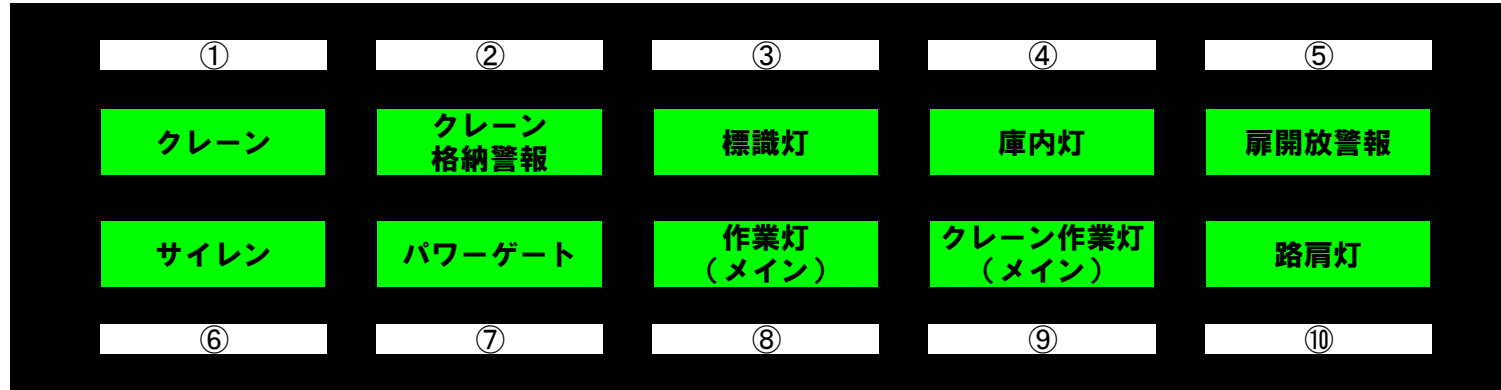 ① ② ③ ④ ⑤
クレーン
クレーン
格納警報
標識灯
庫内灯
扉開放警報
サイレン
パワーゲート
作業灯
（メイン）
クレーン作業灯
（メイン）
路肩灯
⑥ ⑦ ⑧ ⑨ ⑩